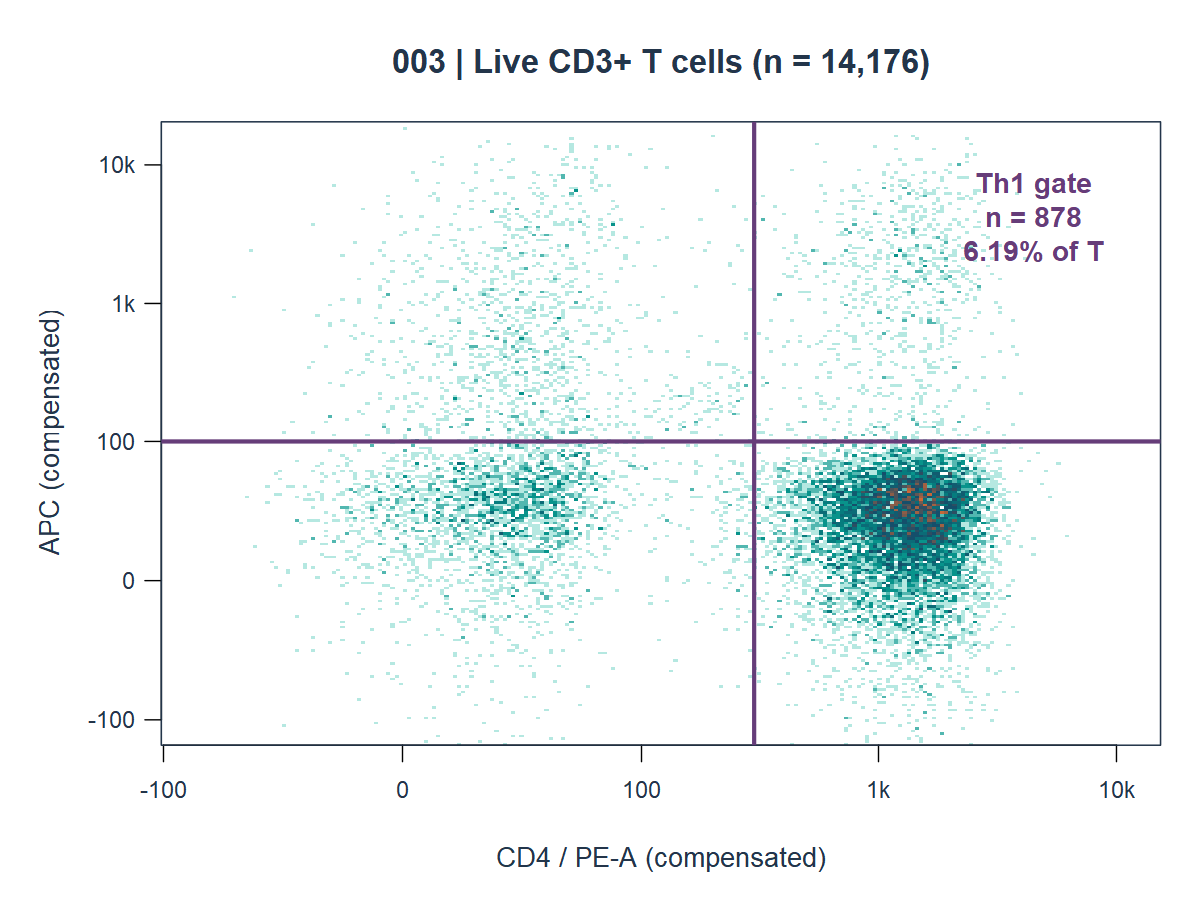 003 | Live CD3+ T cells (n = 14,176)
Th1 gate
n = 878
6.19% of T
APC (compensated)
10k
1k
100
0
-100
-100
0
100
1k
10k
CD4 / PE-A (compensated)